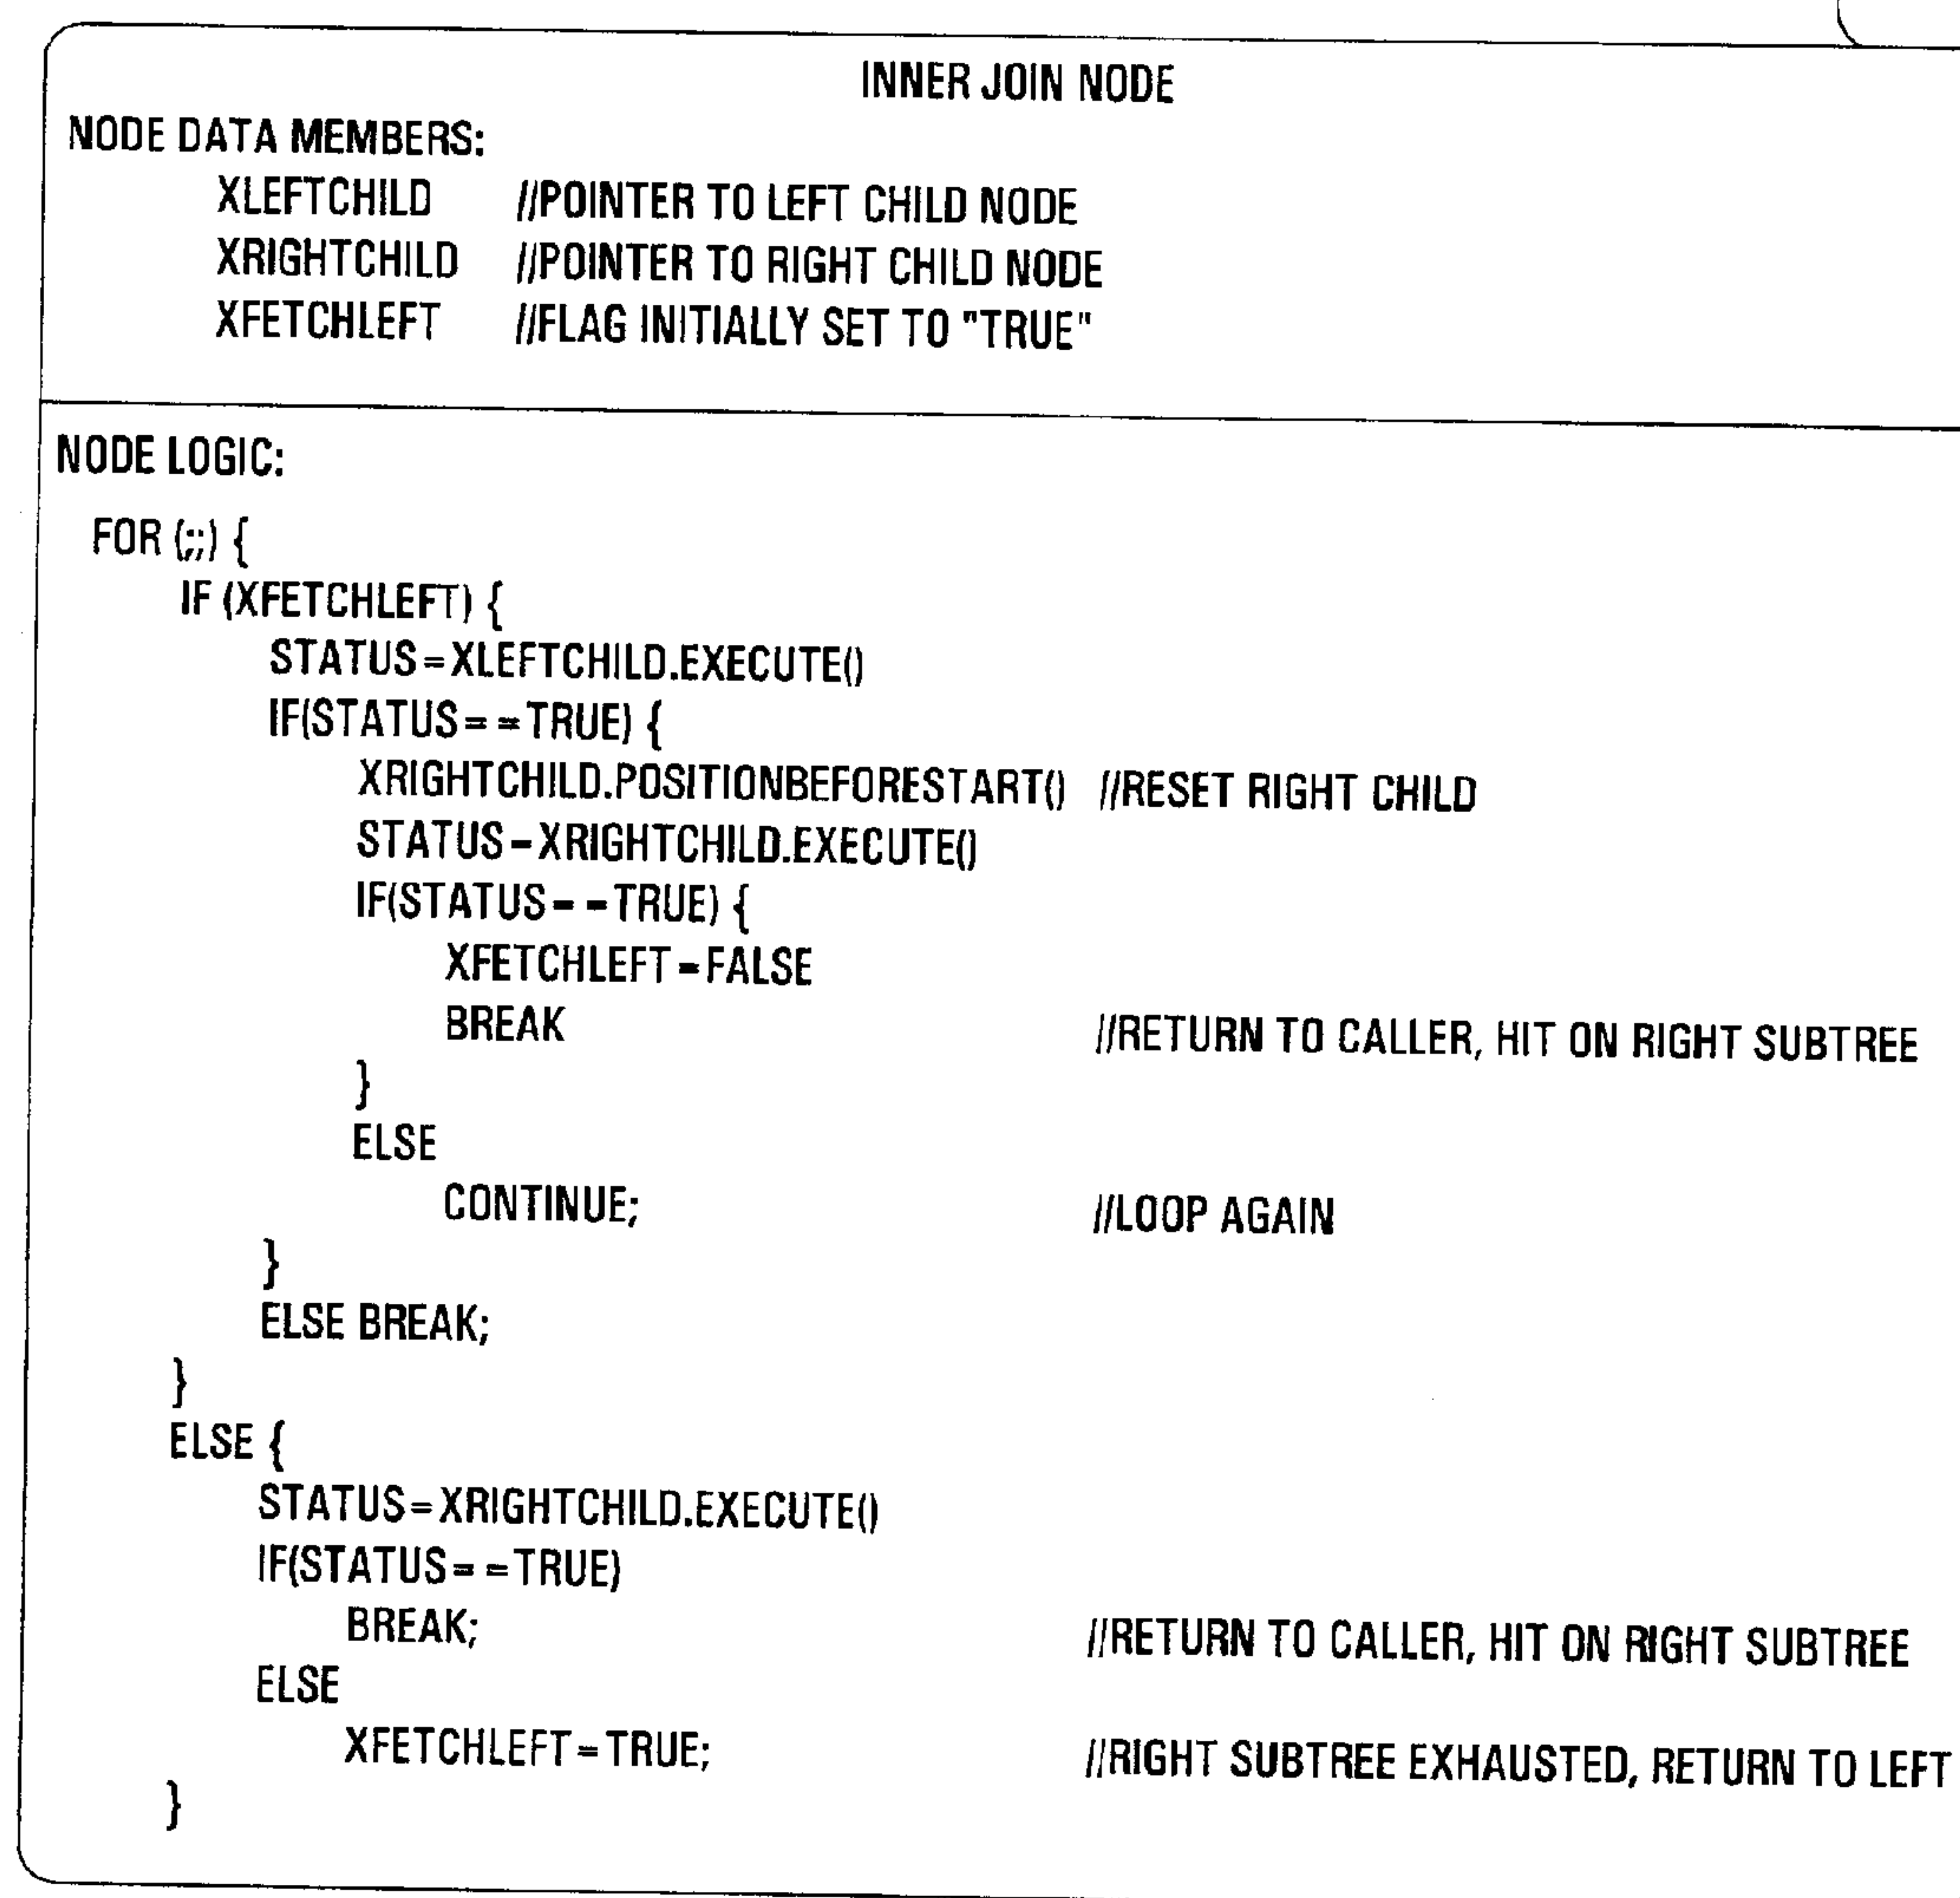 INNER JOIN NODE
NODE DATA MEMBERS:
XLEFTCHILD //POINTER TO LEFT CHILD NODE
XRIGHTCHILD //POINTER TO RIGHT CHILD NODE
XFETCHLEFT //FLAG INITIALLY SET TO "TRUE"
NODE LOGIC:
FOR (;;) {
IF (XFETCHLEFT) {
STATUS=XLEFTCHILD.EXECUTE()
IF(STATUS==TRUE) {
XRIGHTCHILD.POSITIONBEFORESTART() //RESET RIGHT CHILD
STATUS=XRIGHTCHILD.EXECUTE()
IF(STATUS==TRUE) {
XFETCHLEFT=FALSE
BREAK //RETURN TO CALLER, HIT ON RIGHT SUBTREE
}
ELSE
CONTINUE; //LOOP AGAIN
}
ELSE BREAK;
}
ELSE {
STATUS=XRIGHTCHILD.EXECUTE()
IF(STATUS==TRUE)
BREAK; //RETURN TO CALLER, HIT ON RIGHT SUBTREE
ELSE
XFETCHLEFT=TRUE; //RIGHT SUBTREE EXHAUSTED, RETURN TO LEFT
}